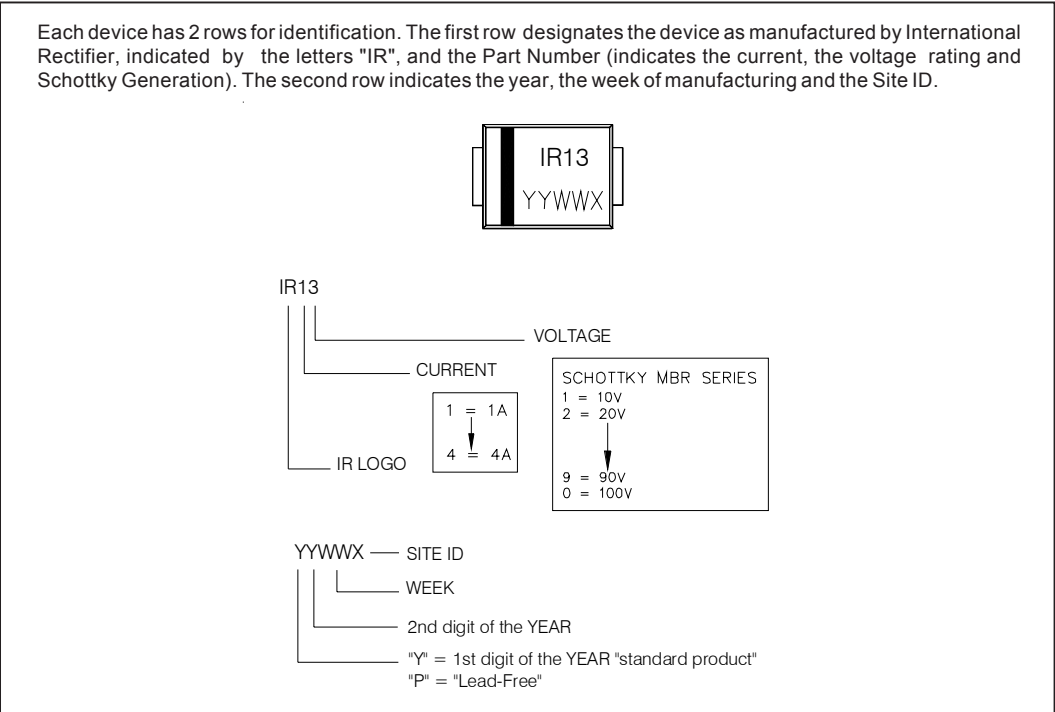 Each device has 2 rows for identification. The first row designates the device as manufactured by International
Rectifier, indicated by the letters "IR", and the Part Number (indicates the current, the voltage rating and
Schottky Generation). The second row indicates the year, the week of manufacturing and the Site ID.
IR13
YYWWX
IR13
VOLTAGE
CURRENT
1 = 1A
4 = 4A
IR LOGO
SCHOTTKY MBR SERIES
1 = 10V
2 = 20V
9 = 90V
0 = 100V
YYWWX
SITE ID
WEEK
2nd digit of the YEAR
"Y" = 1st digit of the YEAR "standard product"
"P" = "Lead-Free"